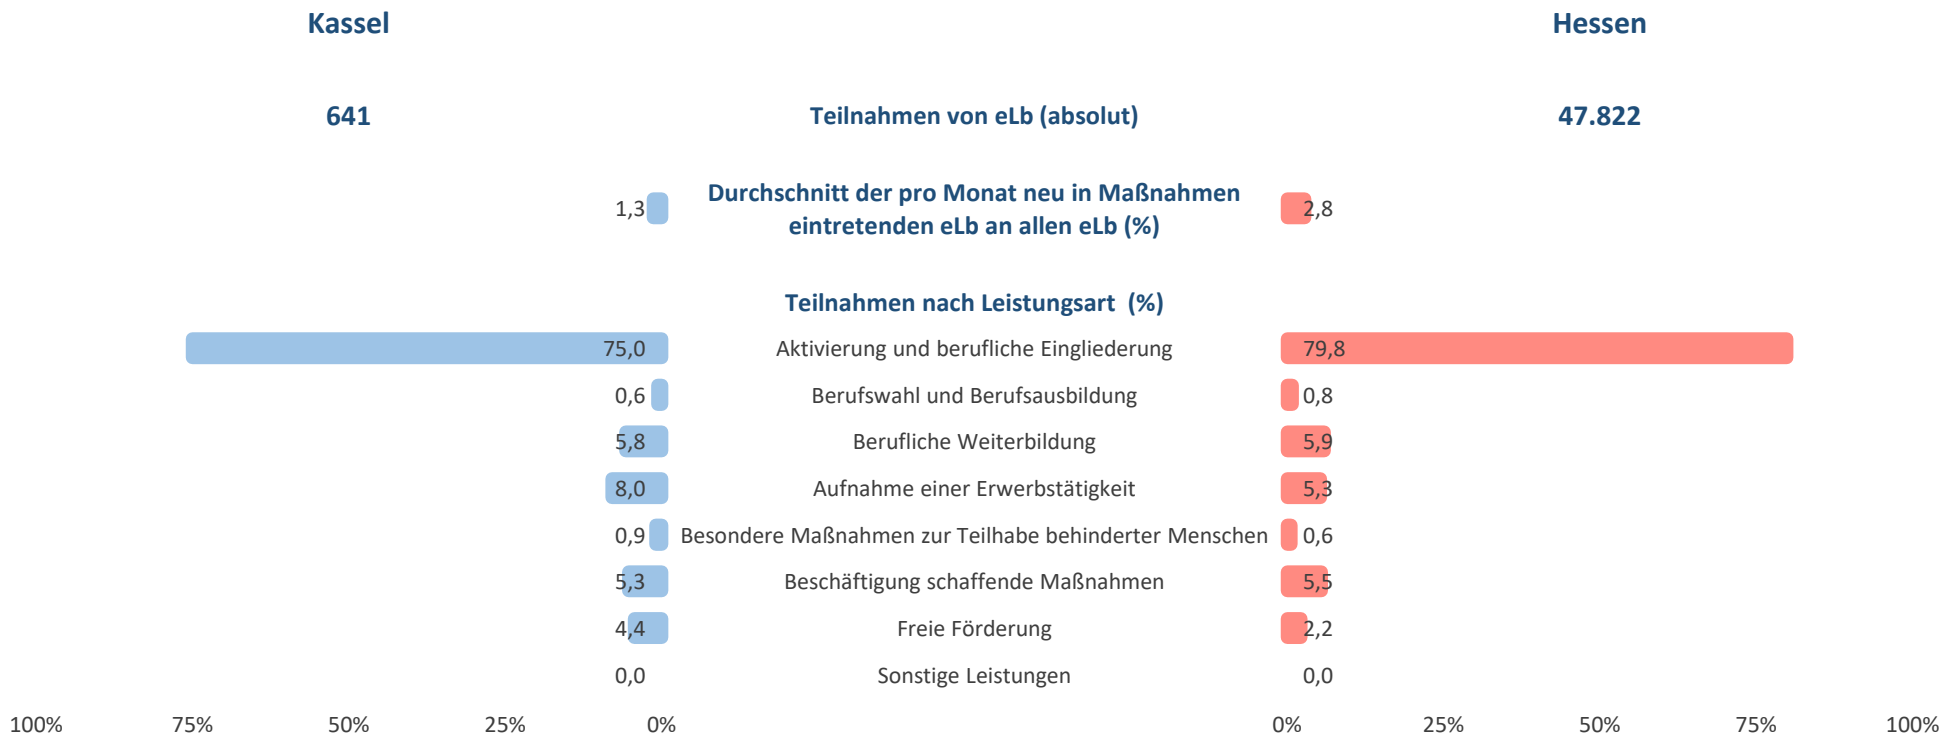 Kassel Hessen
641 Teilnahmen von eLb (absolut) 47.822
Durchschnitt der pro Monat neu in Maßnahmen
1,3 2,8
eintretenden eLb an allen eLb (%)
Teilnahmen nach Leistungsart (%)
75,0 Aktivierung und berufliche Eingliederung 79,8
0,6 Berufswahl und Berufsausbildung 0,8
5,8 Berufliche Weiterbildung 5,9
8,0 Aufnahme einer Erwerbstätigkeit 5,3
0,9 Besondere Maßnahmen zur Teilhabe behinderter Menschen 0,6
5,3 Beschäftigung schaffende Maßnahmen 5,5
4,4 Freie Förderung 2,2
0,0 Sonstige Leistungen 0,0
100% 75% 50% 25% 0% 0% 25% 50% 75% 100%